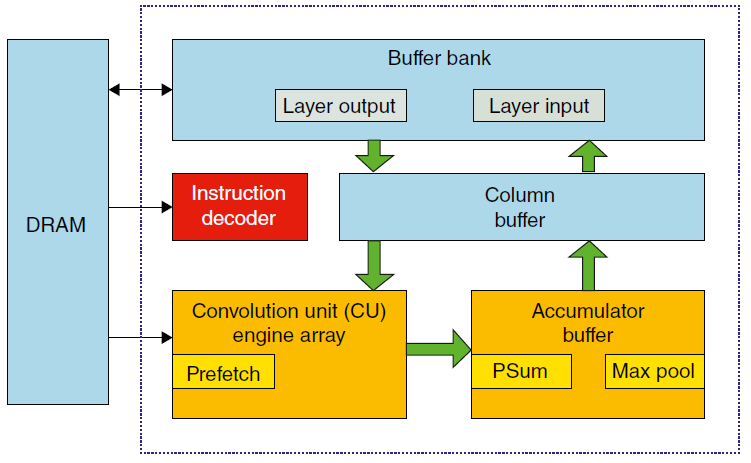 Buffer bank
Layer output
Layer input
DRAM
Instruction
decoder
Column
buffer
Convolution unit (CU)
engine array
Prefetch
Accumulator
buffer
PSum
Max pool